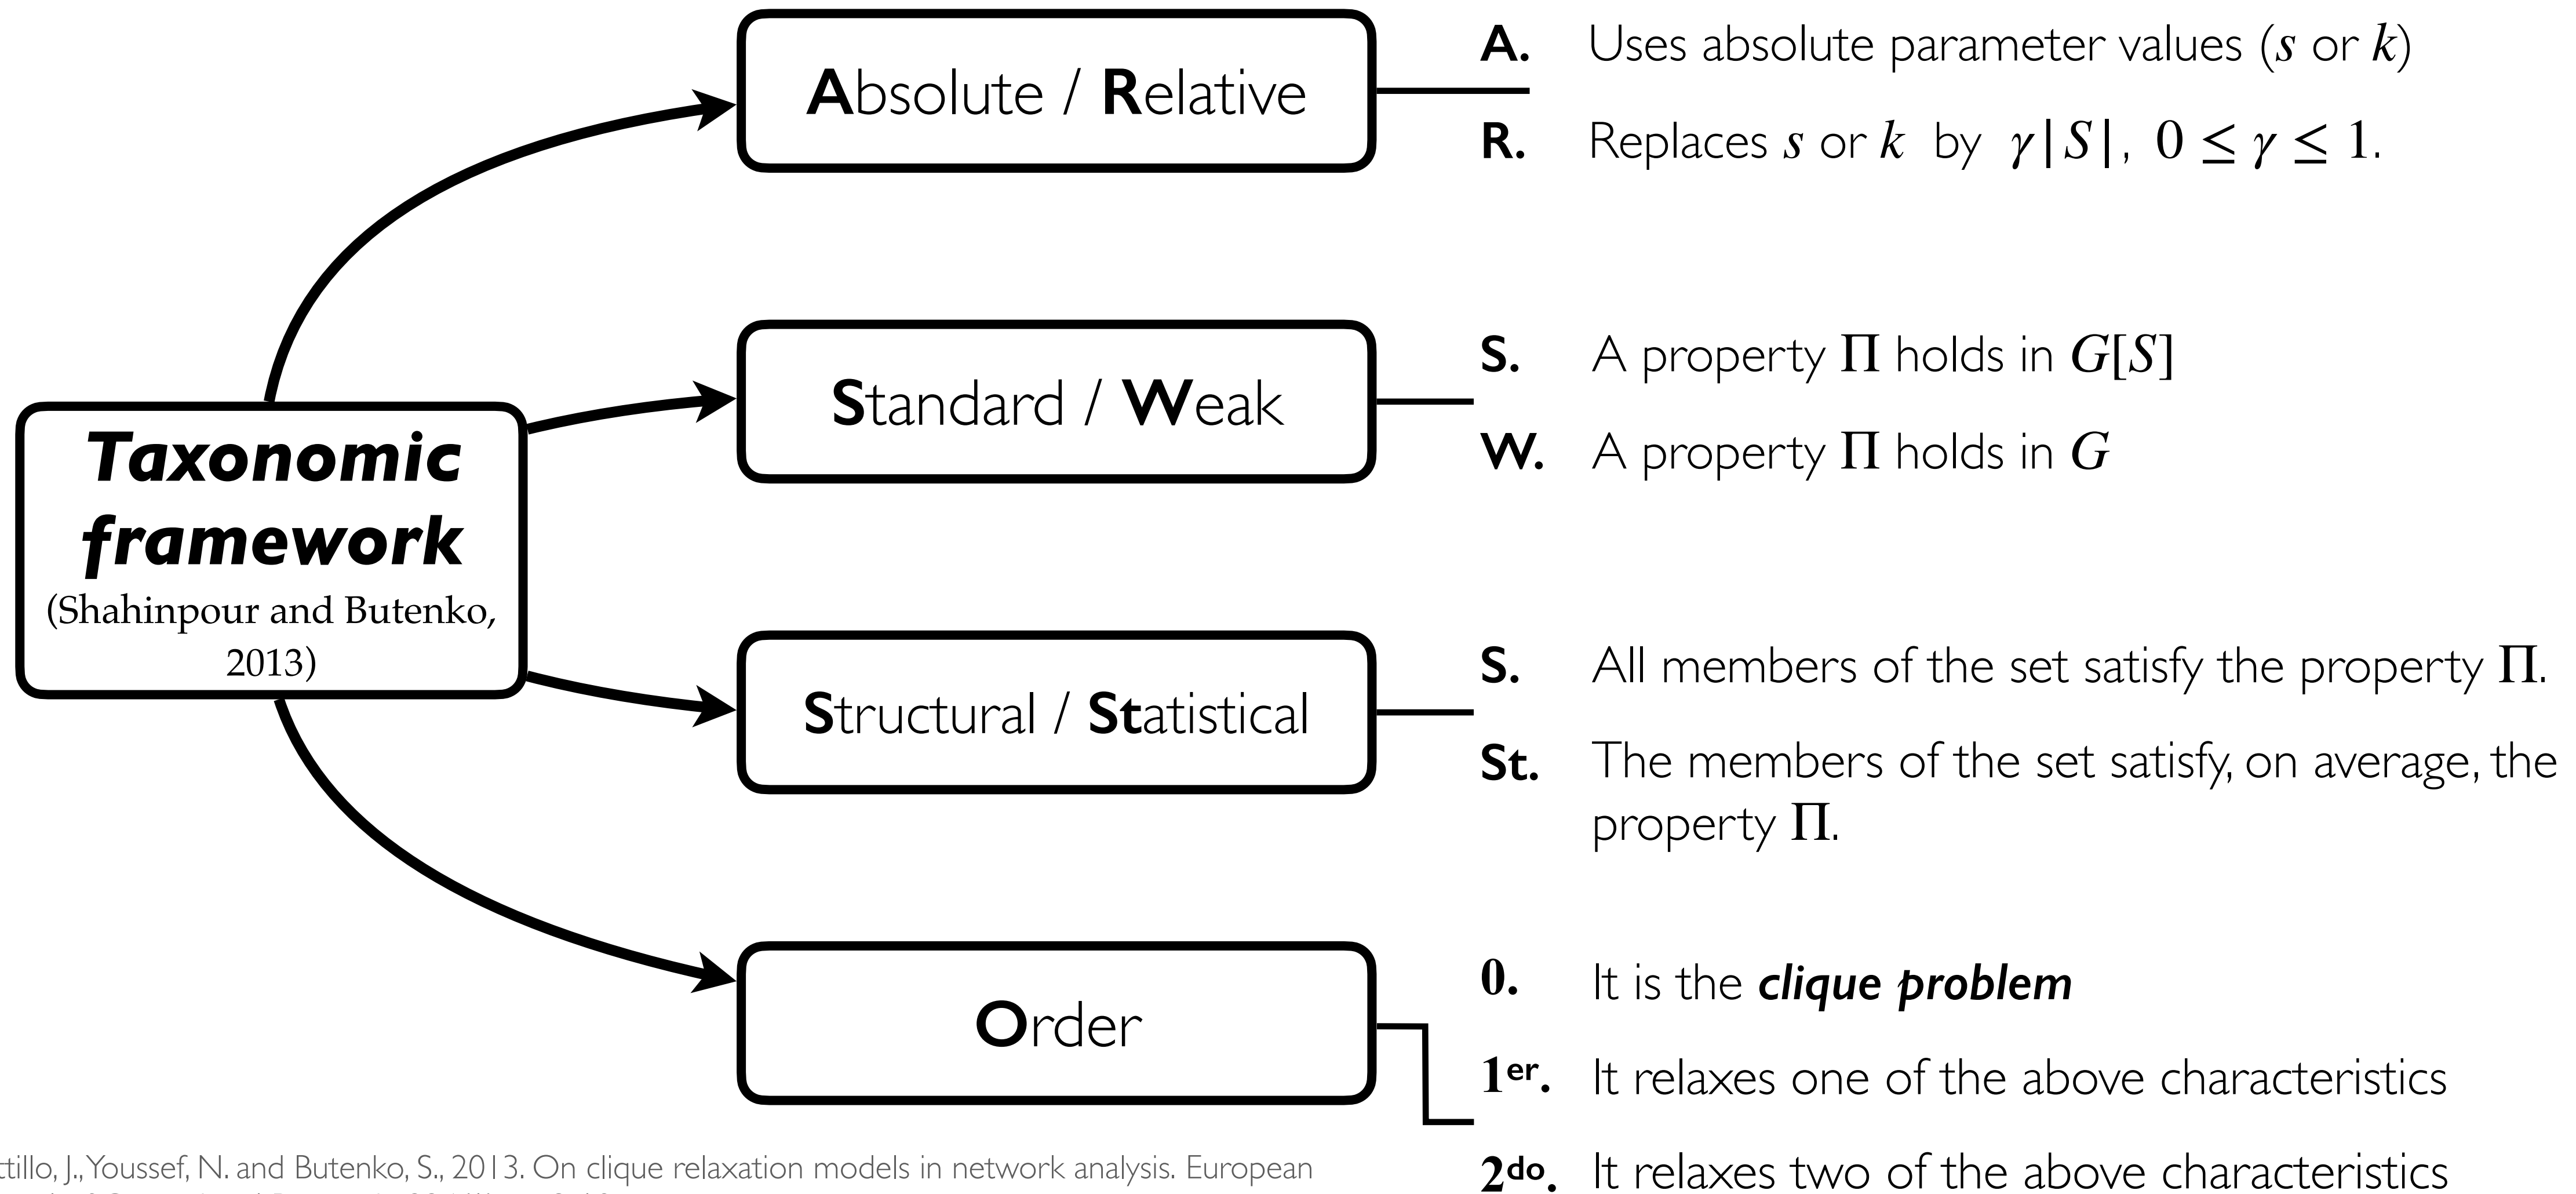 Absolute / Relative
A. Uses absolute parameter values (s or k)
R. Replaces s or k by γ|S|, 0 ≤ γ ≤ 1.
Taxonomic
framework
(Shahinpour and Butenko,
2013)
Standard / Weak
S. A property Π holds in G[S]
W. A property Π holds in G
Structural / Statistical
S. All members of the set satisfy the property Π.
St. The members of the set satisfy, on average, the
property Π.
Order
0. It is the clique problem
1er. It relaxes one of the above characteristics
2do. It relaxes two of the above characteristics
ttillo, J., Youssef, N. and Butenko, S., 2013. On clique relaxation models in network analysis. European